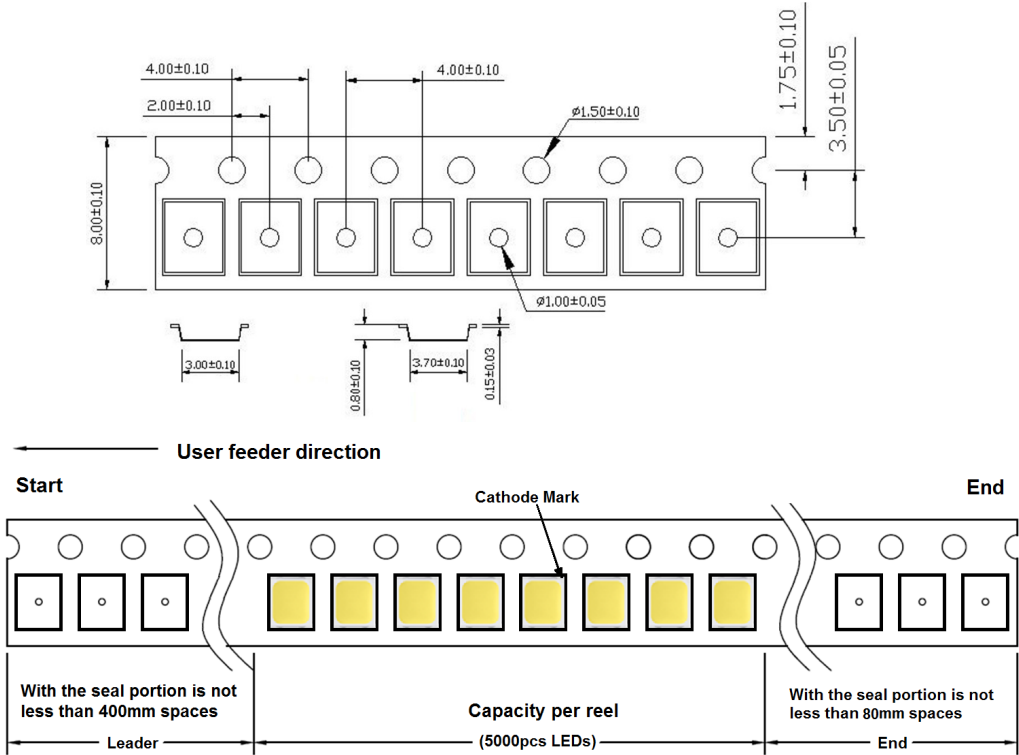 4.00±0.10
4.00±0.10
2.00±0.10
ø1.50±0.10
1.75±0.10
3.50±0.05
8.00±0.10
ø1.00±0.05
3.00±0.10
0.80±0.10
3.70±0.10
0.15±0.03
User feeder direction
Start
End
Cathode Mark
With the seal portion is not
less than 400mm spaces
Capacity per reel
With the seal portion is not
less than 80mm spaces
Leader
(5000pcs LEDs)
End